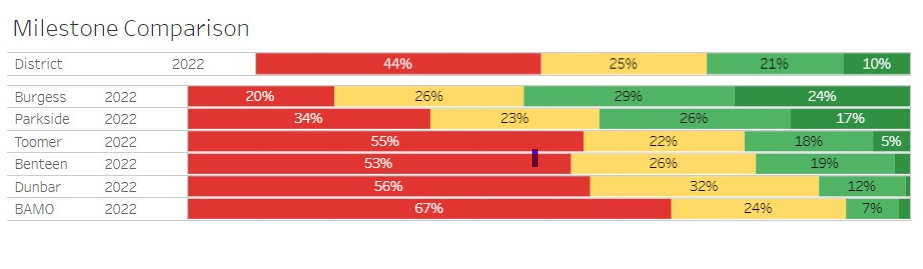 Milestone Comparison
District 2022 44% 25% 21% 10%
Burgess 2022 20% 26% 29% 24%
Parkside 2022 34% 23% 26% 17%
Toomer 2022 55% 22% 18% 5%
Benteen 2022 53% 26% 19%
Dunbar 2022 56% 32% 12%
BAMO 2022 67% 24% 7%